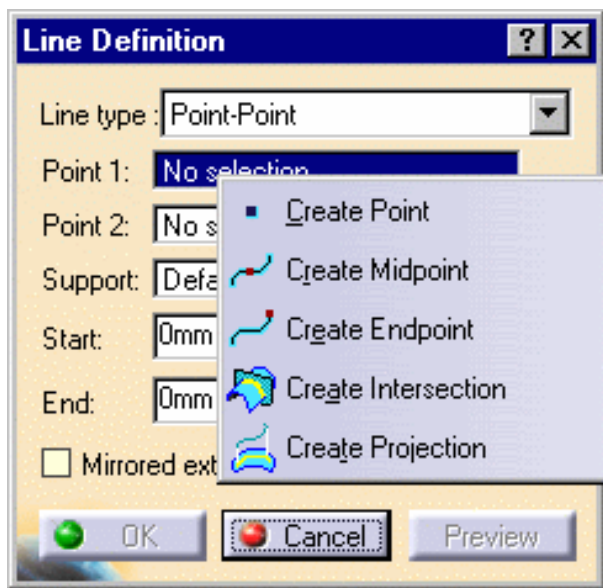 Line Definition
Line type : Point-Point
Point 1: No selection
Create Point
Point 2: No s
Create Midpoint
Support: Defa
Create Endpoint
Start: 0mm
Create Intersection
End: 0mm
Create Projection
Mirrored ext
OK Cancel Preview